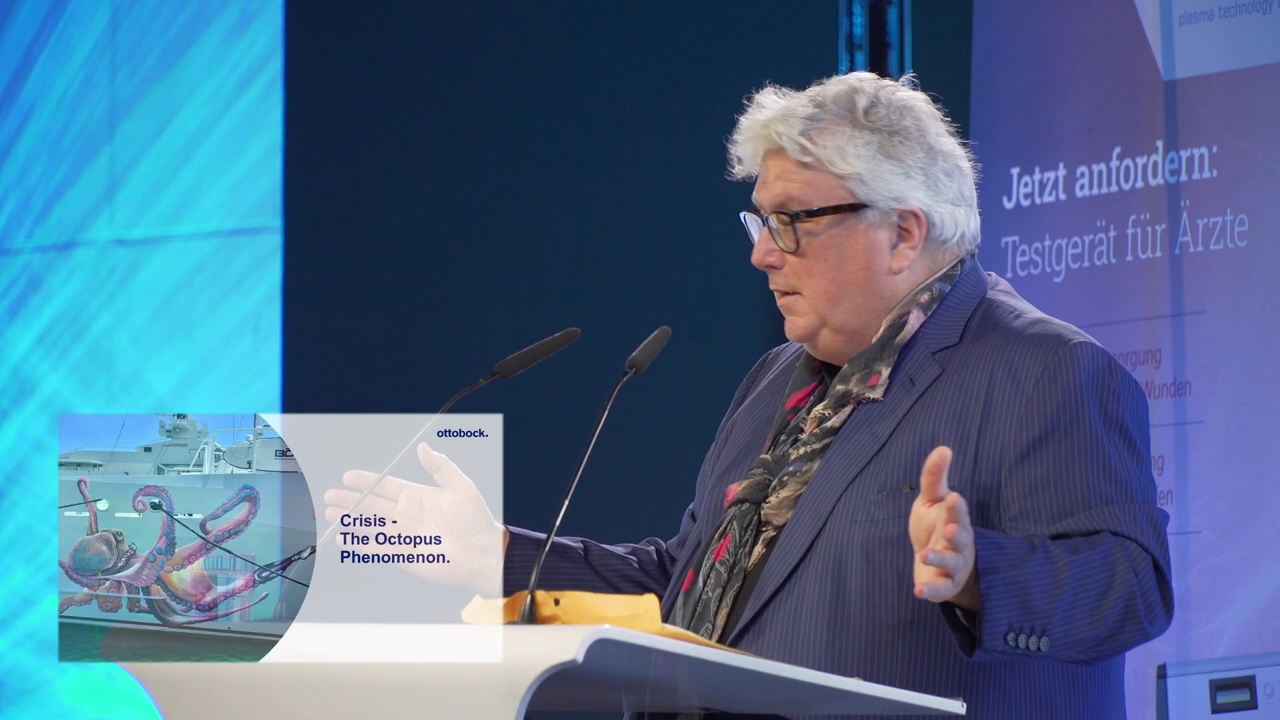 plasma technology
Jetzt anfordern:
Testgerät für Ärzte
Wunden
ottobock.
Crisis -
The Octopus
Phenomenon.